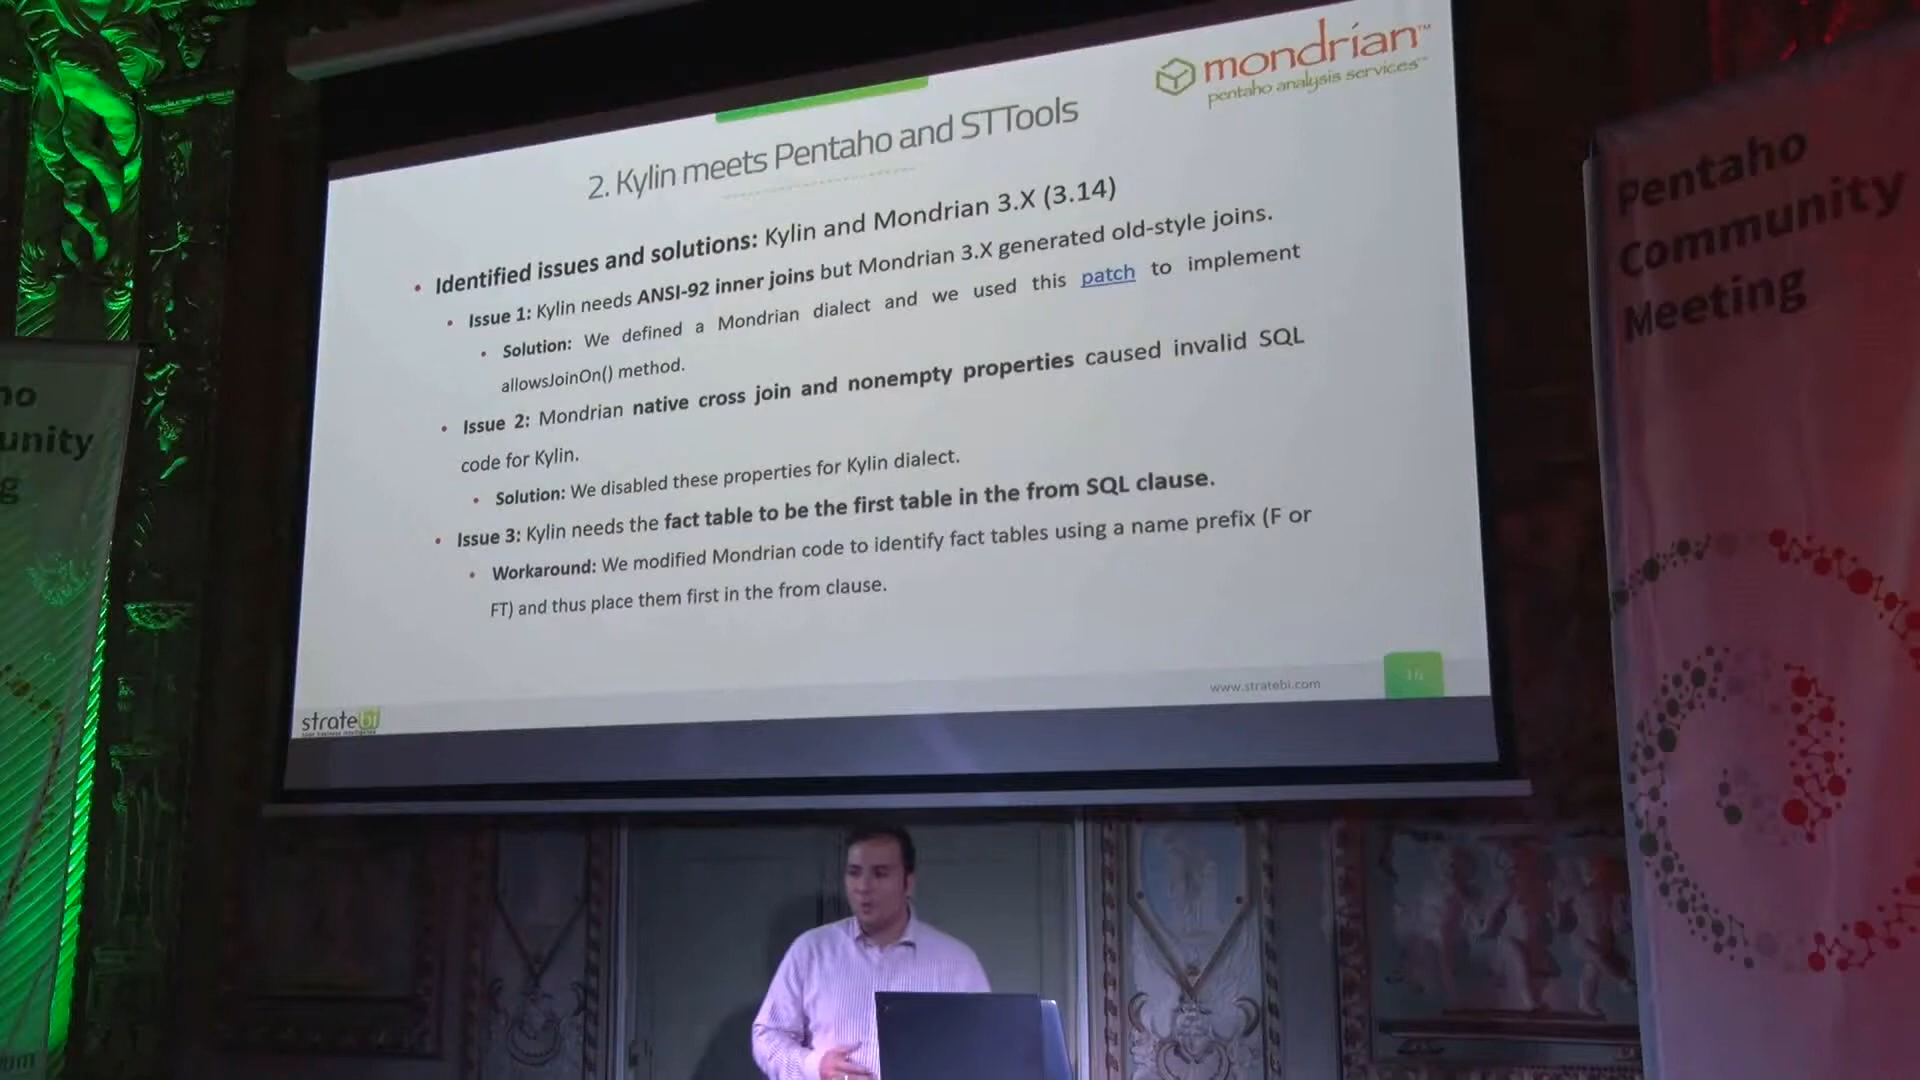 mondrian™
pentaho analysis services™
2. Kylin meets Pentaho and STTools
• Identified issues and solutions: Kylin and Mondrian 3.X (3.14)
• Issue 1: Kylin needs ANSI-92 inner joins but Mondrian 3.X generated old-style joins.
• Solution: We defined a Mondrian dialect and we used this patch to implement
allowsJoinOn() method.
• Issue 2: Mondrian native cross join and nonempty properties caused invalid SQL
code for Kylin.
• Solution: We disabled these properties for Kylin dialect.
• Issue 3: Kylin needs the fact table to be the first table in the from SQL clause.
• Workaround: We modified Mondrian code to identify fact tables using a name prefix (F or
FT) and thus place them first in the from clause.
www.stratebi.com
16
stratebi
Pentaho
Community
Meeting
ho
unity
g